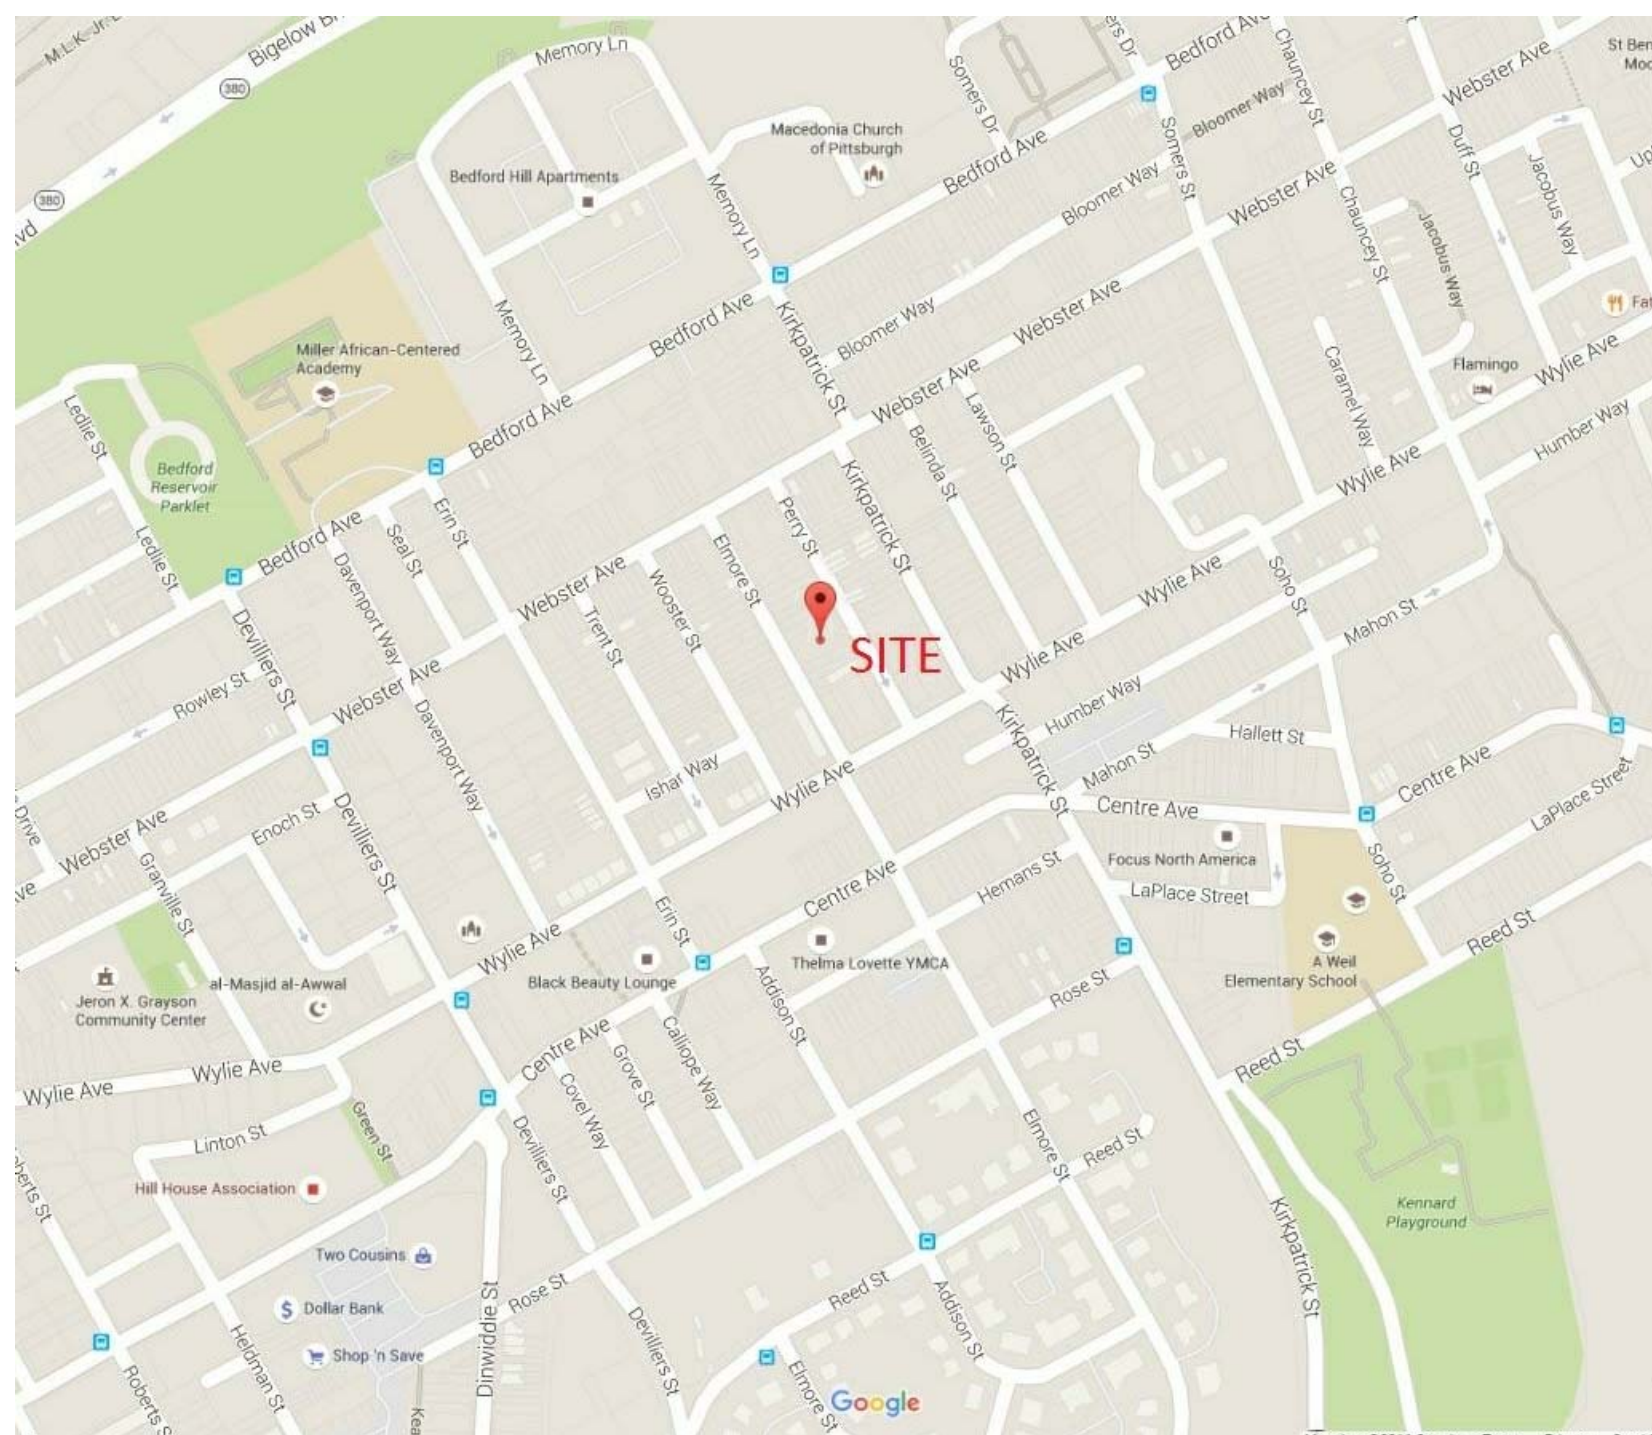 Bigelow
380
380
Memory Ln
Bedford Ave
Chauncey St
Webster Ave
Somers Dr
Bloomer Way
Macedonia Church
of Pittsburgh
Bedford Ave
Somers St
Duff St
Jacobus Way
Bedford Hill Apartments
Memory Ln
Bloomer Way
Webster Ave
Chauncey St
Jacobus Way
Memory Ln
Bedford Ave
Kirkpatrick St
Bloomer Way
Webster Ave
Miller African-Centered
Academy
Caramel Way
Flamingo
Wylie Ave
Ledlie St
Bedford Ave
Webster Ave
Lawson St
Belinda St
Humber Way
Bedford
Reservoir
Parklet
Wylie Ave
Erin St
Perry St
Kirkpatrick St
Ledlie St
Bedford Ave
Seal St
Davenport Way
Elmore St
Webster Ave
Wooster St
Trent St
Wylie Ave
Soho St
Mahon St
SITE
Devilliers St
Rowley St
Webster Ave
Wylie Ave
Humber Way
Davenport Way
Kirkpatrick St
Hallett St
Ishar Way
Wylie Ave
Mahon St
Centre Ave
LaPlace Street
Drive
Webster Ave
Enoch St
Devilliers St
Centre Ave
Granville St
Focus North America
Soho St
Centre Ave
Hemans St
LaPlace Street
Erin St
Wylie Ave
Reed St
Thelma Lovette YMCA
A Weil
Elementary School
Black Beauty Lounge
al-Masjid al-Awwal
Jeron X. Grayson
Community Center
Addison St
Rose St
Centre Ave
Calliope Way
Grove St
Covel Way
Reed St
Wylie Ave
Wylie Ave
Green St
Linton St
Devilliers St
Elmore St
Reed St
Hill House Association
Kennard
Playground
Kirkpatrick St
Two Cousins
Dollar Bank
Shop 'n Save
Rose St
Reed St
Addison St
Dinwiddie St
Devilliers St
Heldman St
Roberts
Elmore St
Google